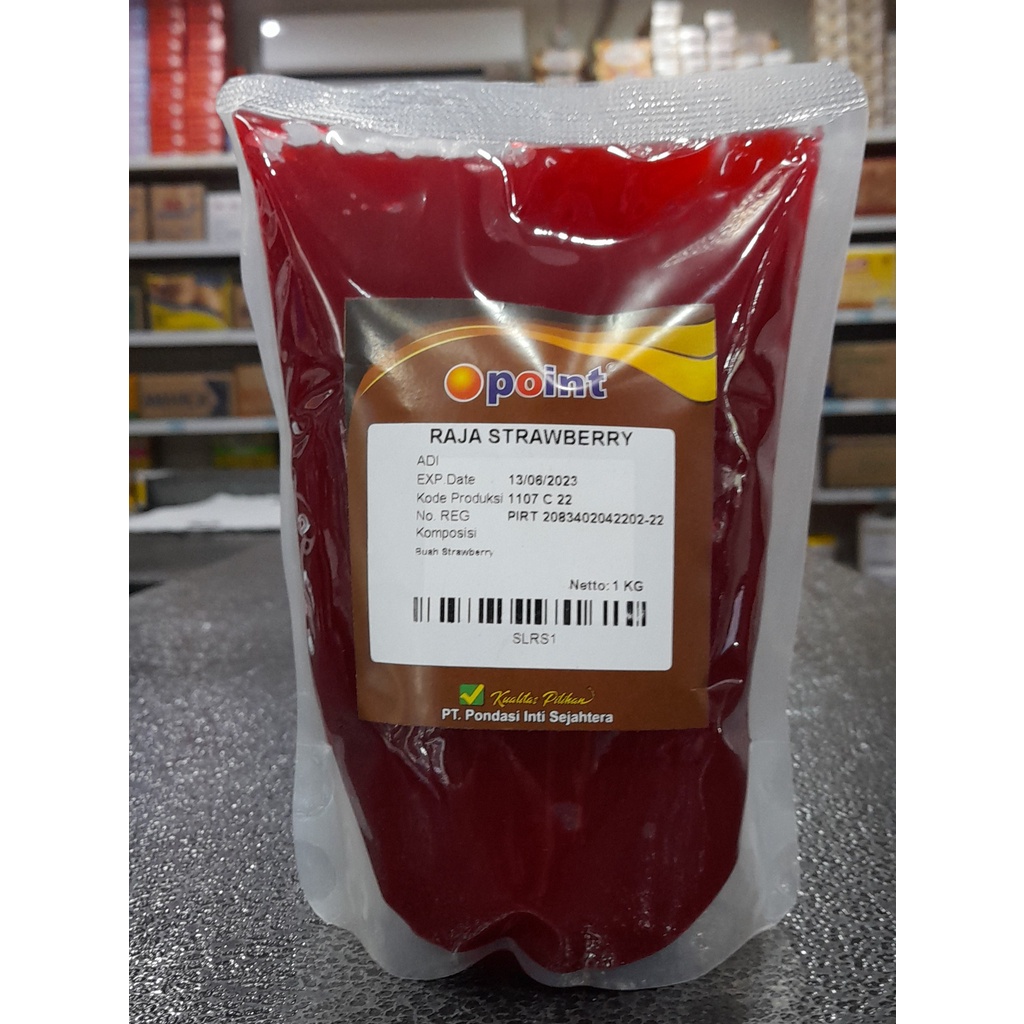 point
RAJA STRAWBERRY
ADI
EXP.Date 13/06/2023
Kode Produksi 1107 C 22
No. REG PIRT 2083402042202-22
Komposisi
Buah Strawberry
Netto: 1 KG
SLRS1
Kualitas Pilihan
PT. Pondasi Inti Sejahtera